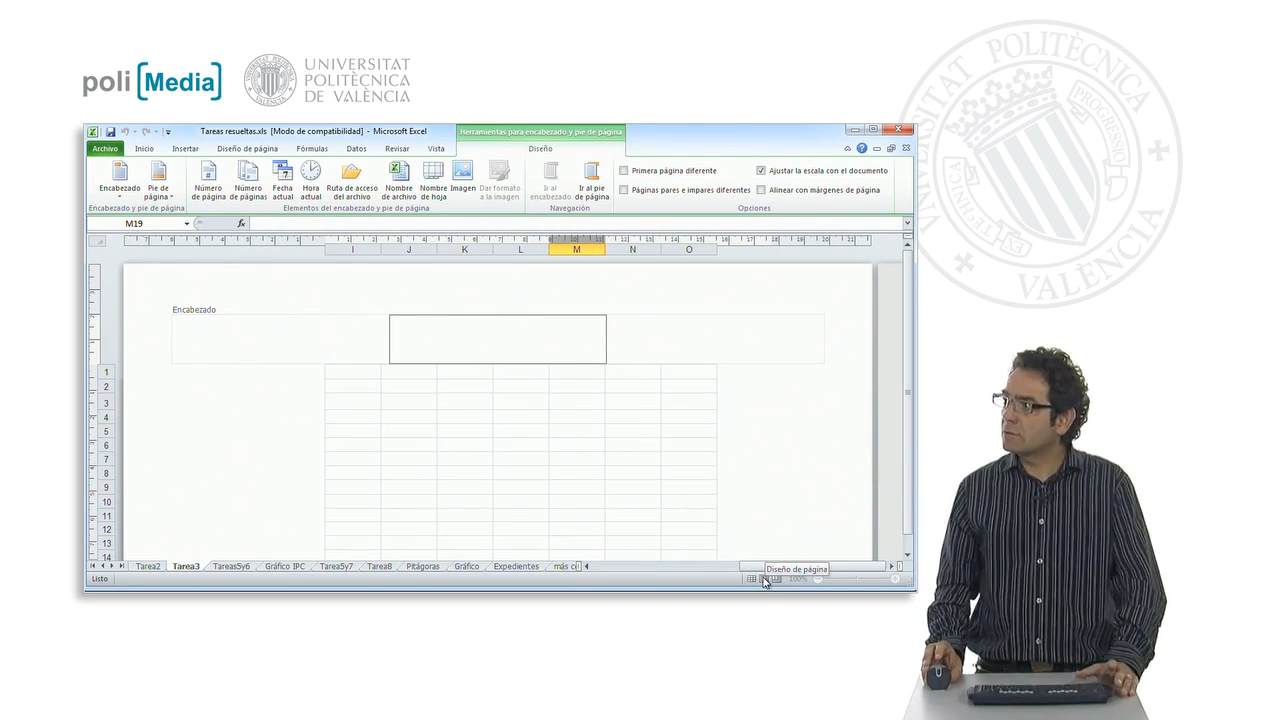 poli [Media]
UNIVERSITAT
POLITÈCNICA
DE VALÈNCIA
UNIVERSITAT POLITÈCNICA
DE VALÈNCIA
Tareas resueltas.xls [Modo de compatibilidad] - Microsoft Excel
Herramientas para encabezado y pie de página
Archivo Inicio Insertar Diseño de página Fórmulas Datos Revisar Vista Diseño
Encabezado Pie de página Número de página Número de páginas Fecha actual Hora actual Ruta de acceso del archivo Nombre de archivo Nombre de hoja Imagen Dar formato a la imagen Ir al encabezado Ir al pie de página
Primera página diferente Ajustar la escala con el documento
Páginas pares e impares diferentes Alinear con márgenes de página
Encabezado y pie de página Elementos del encabezado y pie de página Navegación Opciones
M19 fx
I J K L M N O
Encabezado
1
2
3
4
5
6
7
8
9
10
11
12
13
14
Tarea2 Tarea3 Tareas5y6 Gráfico IPC Tarea5y7 Tarea8 Pitágoras Gráfico Expedientes
Diseño de página
Listo 100%